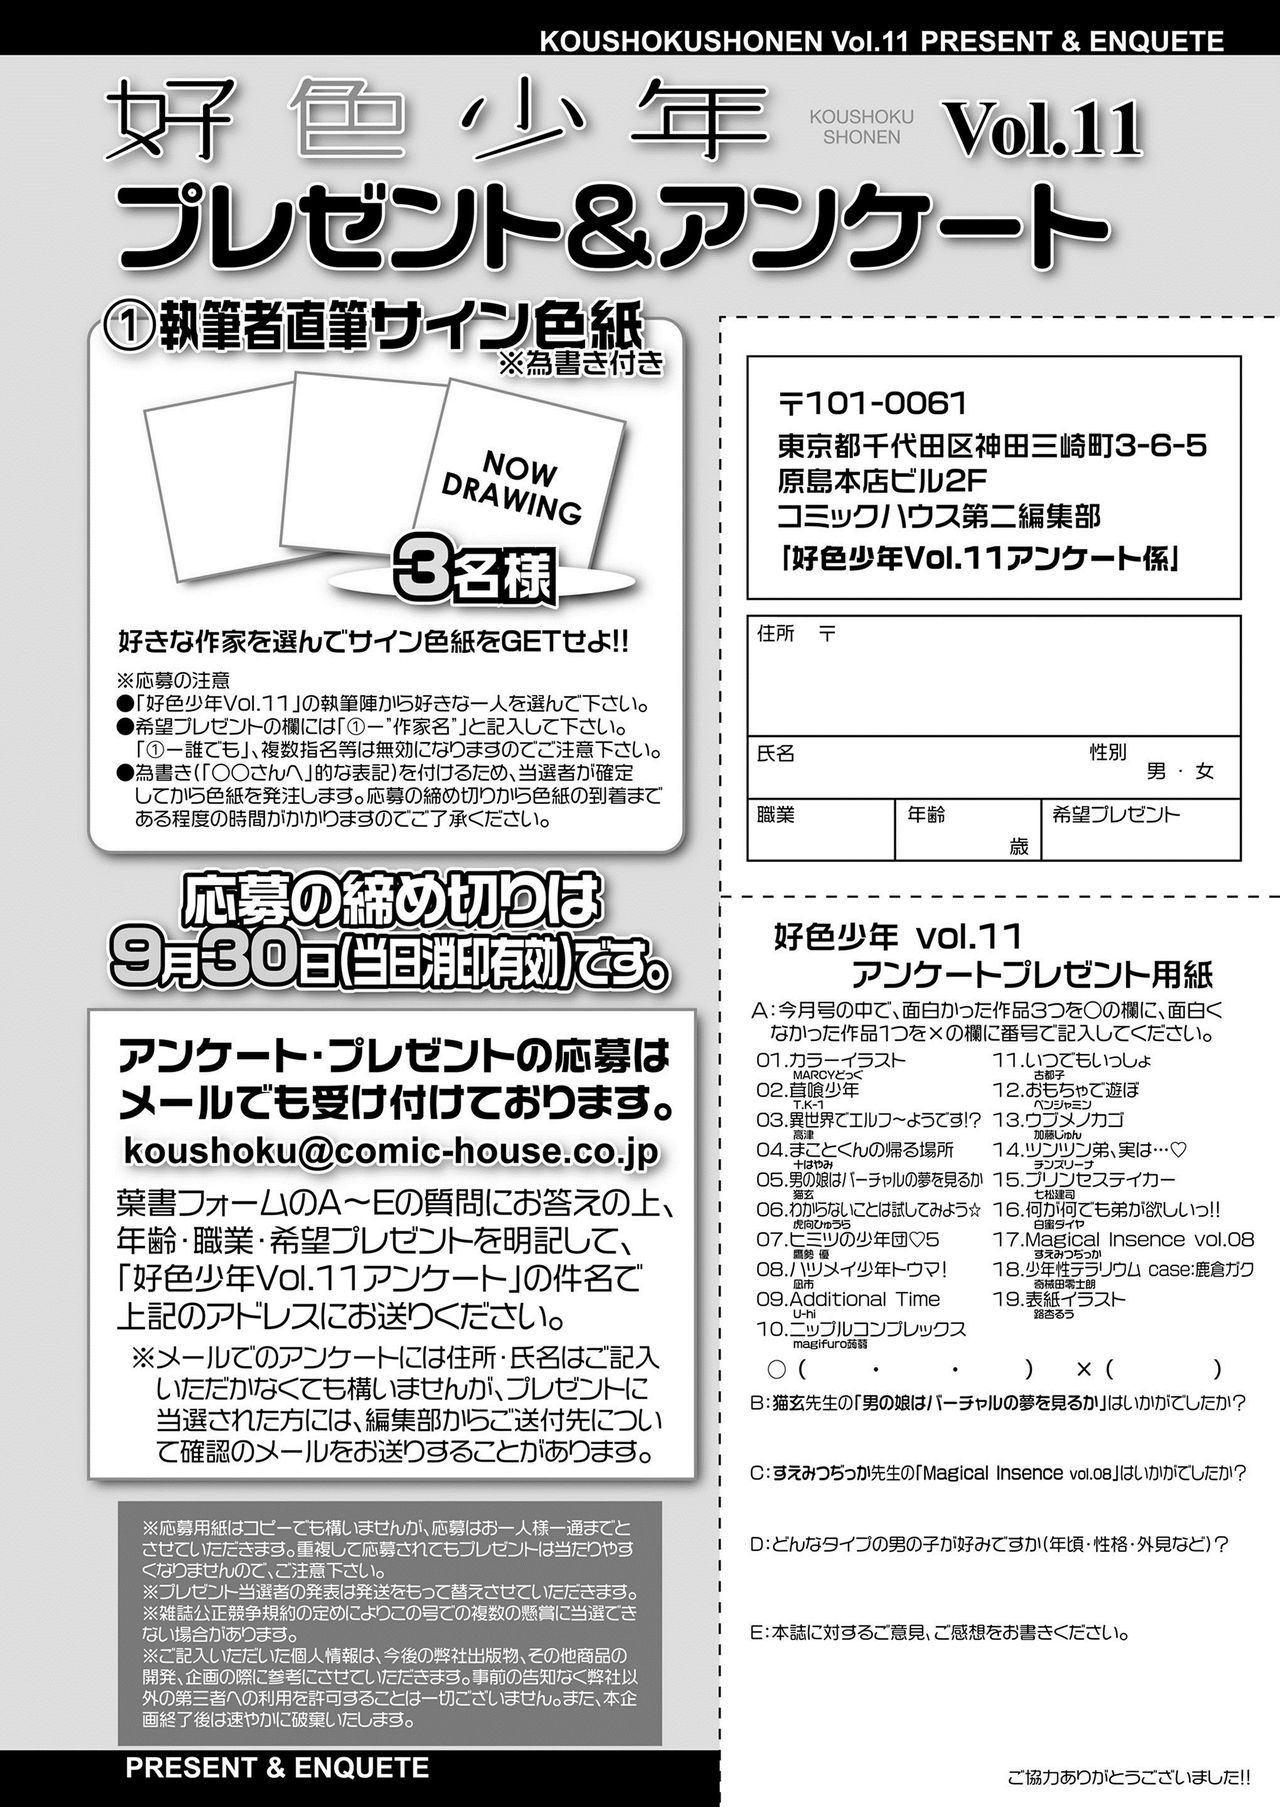 KOUSHOKUSHONEN Vol.11 PRESENT & ENQUETE
好色少年 KOUSHOKU SHONEN Vol.11
プレゼント&アンケート
①執筆者直筆サイン色紙
※為書き付き
NOW
DRAWING
3名様
好きな作家を選んでサイン色紙をGETせよ!!
※応募の注意
●「好色少年Vol.11」の執筆陣から好きな一人を選んで下さい。
●希望プレゼントの欄には「①ー"作家名"」と記入して下さい。
「①ー誰でも」、複数指名等は無効になりますのでご注意下さい。
●為書き(「○○さんへ」的な表記)を付けるため、当選者が確定
してから色紙を発注します。応募の締め切りから色紙の到着まで
ある程度の時間がかかりますのでご了承ください。
応募の締め切りは
9月30日(当日消印有効)です。
アンケート・プレゼントの応募は
メールでも受け付けております。
koushoku@comic-house.co.jp
葉書フォームのA~Eの質問にお答えの上、
年齢・職業・希望プレゼントを明記して、
「好色少年Vol.11アンケート」の件名で
上記のアドレスにお送りください。
※メールでのアンケートには住所・氏名はご記入
いただかなくても構いませんが、プレゼントに
当選された方には、編集部からご送付先につい
て確認のメールをお送りすることがあります。
※応募用紙はコピーでも構いませんが、応募はお一人様一通までと
させていただきます。重複して応募されてもプレゼントは当たりやす
くなりませんので、ご注意下さい。
※プレゼント当選者の発表は発送をもって替えさせていただきます。
※雑誌公正競争規約の定めによりこの号での複数の懸賞に当選でき
ない場合があります。
※ご記入いただいた個人情報は、今後の弊社出版物、その他商品の
開発、企画の際に参考にさせていただきます。事前の告知なく弊社以
外の第三者への利用を許可することは一切ございません。また、本企
画終了後は速やかに破棄いたします。
PRESENT & ENQUETE
〒101-0061
東京都千代田区神田三崎町3-6-5
原島本店ビル2F
コミックハウス第二編集部
「好色少年Vol.11アンケート係」
住所 〒
氏名 性別
男・女
職業 年齢 希望プレゼント
歳
好色少年 vol.11
アンケートプレゼント用紙
A:今月号の中で、面白かった作品3つを○の欄に、面白く
なかった作品1つを×の欄に番号で記入してください。
01.カラーイラスト
MARCYどっぐ
02.茸喰少年
T.K-1
03.異世界でエルフ~ようです!?
高津
04.まことくんの帰る場所
十はやみ
05.男の娘はバーチャルの夢を見るか
猫玄
06.わからないことは試してみよう☆
虎向ひゅうら
07.ヒミツの少年団♡5
鷹勢 優
08.ハツメイ少年トウマ!
凪市
09.Additional Time
U-hi
10.ニップルコンプレックス
magifuro蒟蒻
11.いつでもいっしょ
古都子
12.おもちゃで遊ぼ
ベンジャミン
13.ウブメノカゴ
加藤じゅん
14.ツンツン弟、実は…♡
チンズリーナ
15.プリンセステイカー
七松建司
16.何が何でも弟が欲しいっ!!
白蜜ダイヤ
17.Magical Insence vol.08
すえみつぢっか
18.少年性テラリウム case:鹿倉ガク
奇械田零士朗
19.表紙イラスト
路杏るう
○( ・ ・ ) ×( )
B:猫玄先生の「男の娘はバーチャルの夢を見るか」はいかがでしたか?
C:すえみつぢっか先生の「Magical Insence vol.08」はいかがでしたか?
D:どんなタイプの男の子が好みですか(年頃・性格・外見など)?
E:本誌に対するご意見、ご感想をお書きください。
ご協力ありがとうございました!!